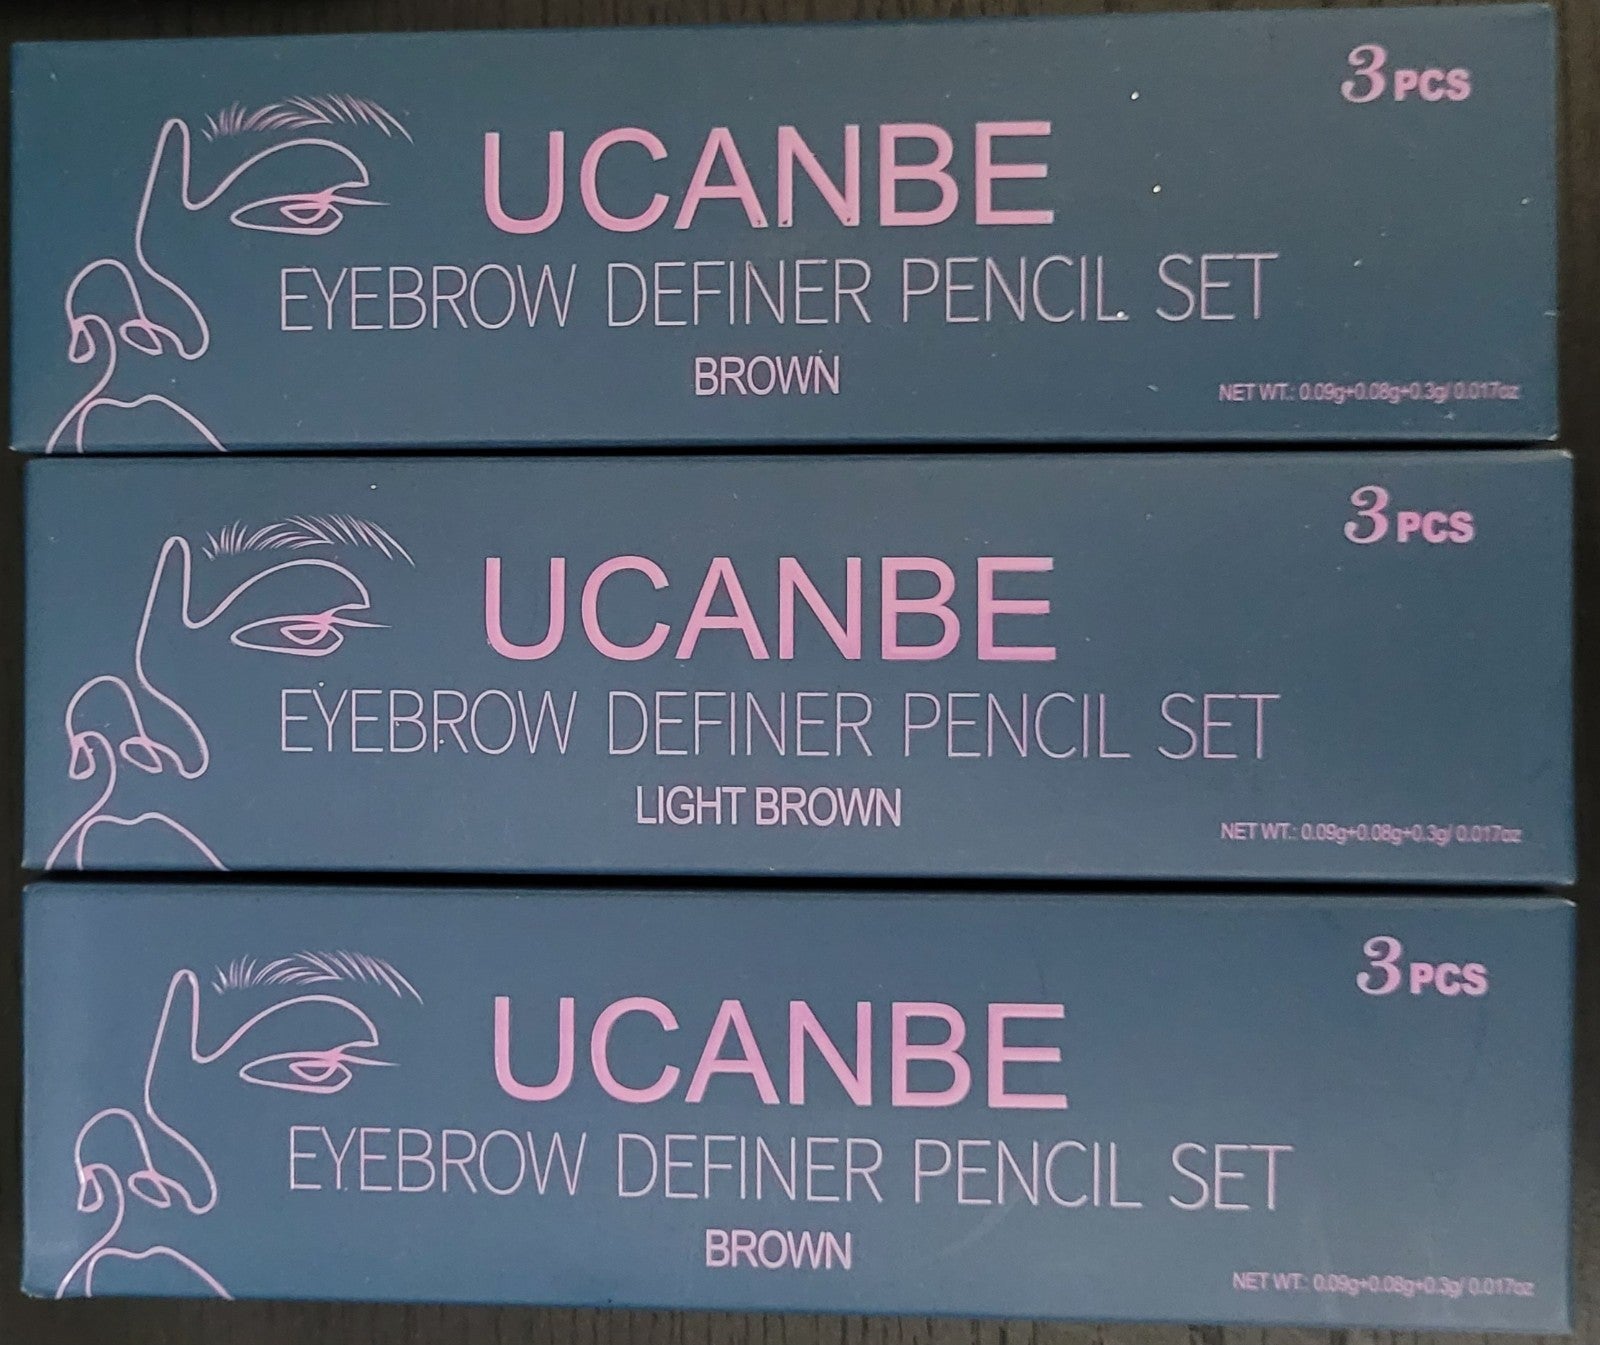 3 PCS
UCANBE
EYEBROW DEFINER PENCIL SET
BROWN
NET WT.: 0.09g+0.08g+0.3g/ 0.017oz
3 PCS
UCANBE
EYEBROW DEFINER PENCIL SET
LIGHT BROWN
NET WT.: 0.09g+0.08g+0.3g/ 0.017oz
3 PCS
UCANBE
EYEBROW DEFINER PENCIL SET
BROWN
NET WT.: 0.09g+0.08g+0.3g/ 0.017oz